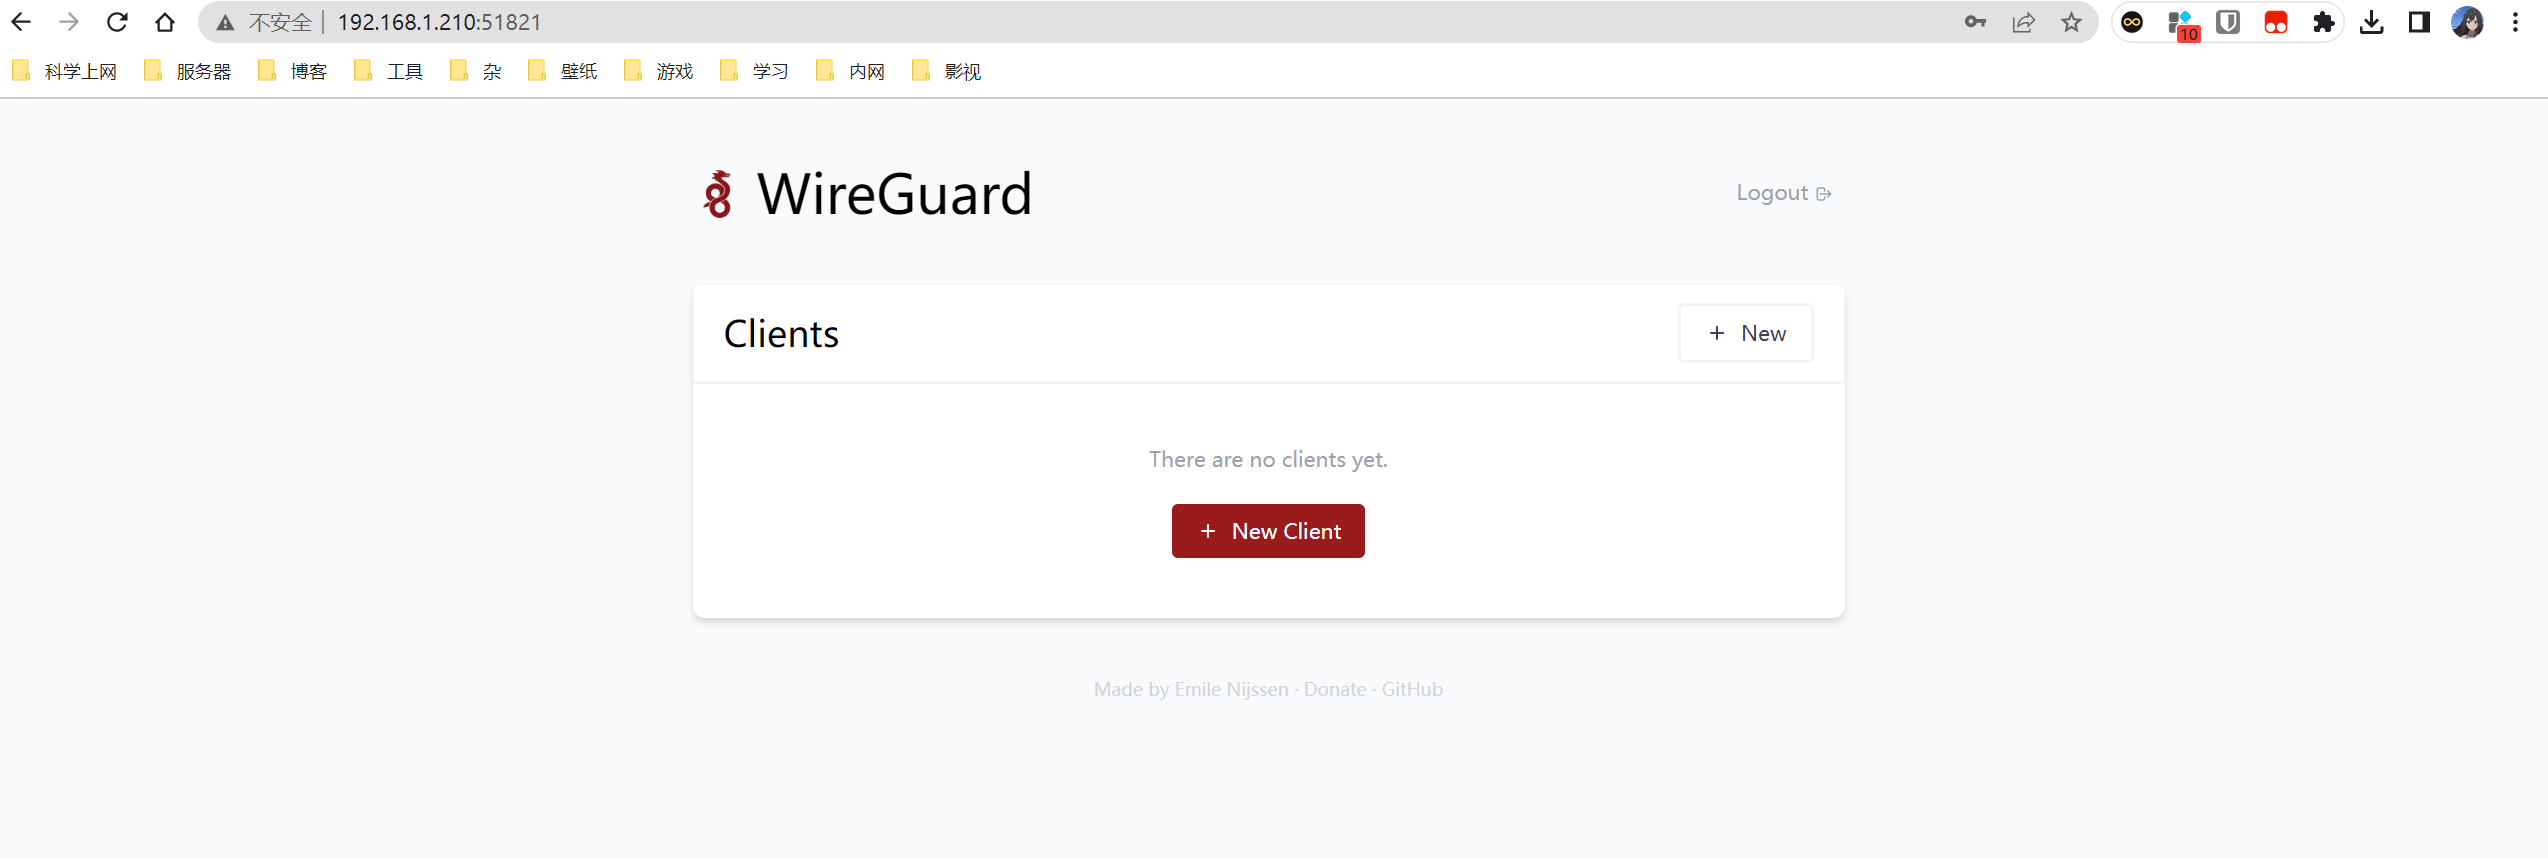 不安全 192.168.1.210:51821
10
科学上网 服务器 博客 工具 杂 壁纸 游戏 学习 内网 影视
WireGuard
Logout
Clients
+ New
There are no clients yet.
+ New Client
Made by Emile Nijssen · Donate · GitHub